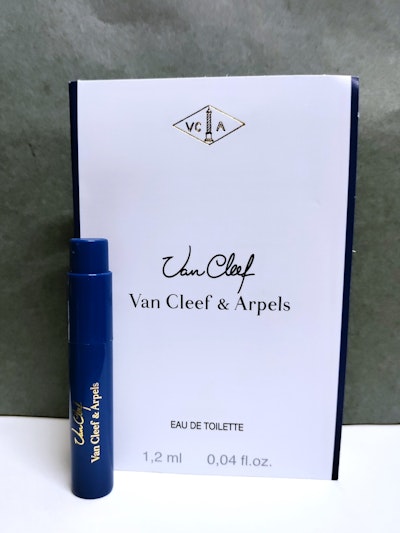 VC A
Van Cleef
Van Cleef & Arpels
EAU DE TOILETTE
1,2 ml 0,04 fl.oz.
Van Cleef
Van Cleef & Arpels